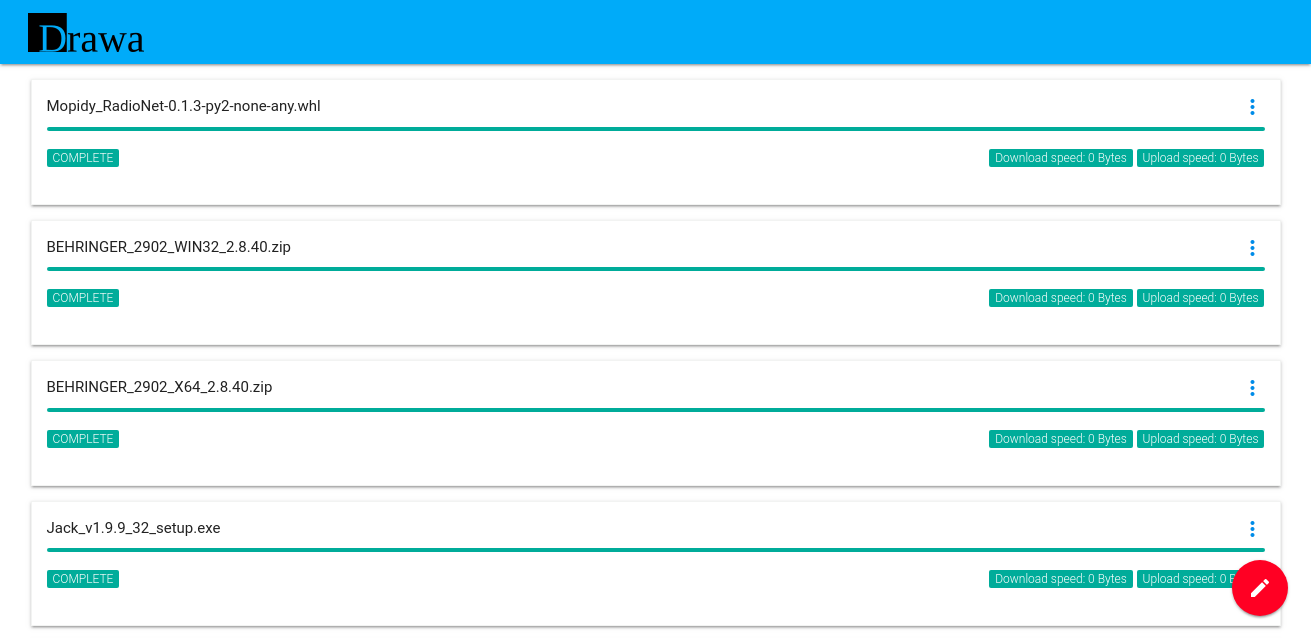 Drawa
Mopidy_RadioNet-0.1.3-py2-none-any.whl
COMPLETE Download speed: 0 Bytes Upload speed: 0 Bytes
BEHRINGER_2902_WIN32_2.8.40.zip
COMPLETE Download speed: 0 Bytes Upload speed: 0 Bytes
BEHRINGER_2902_X64_2.8.40.zip
COMPLETE Download speed: 0 Bytes Upload speed: 0 Bytes
Jack_v1.9.9_32_setup.exe
COMPLETE Download speed: 0 Bytes Upload speed: 0